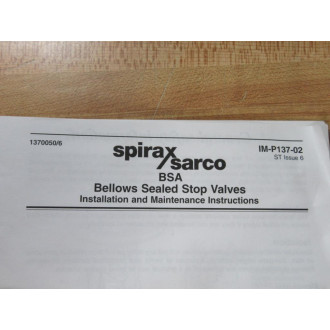 1370050/6
spirax/sarco
IM-P137-02
ST Issue 6
BSA
Bellows Sealed Stop Valves
Installation and Maintenance Instructions